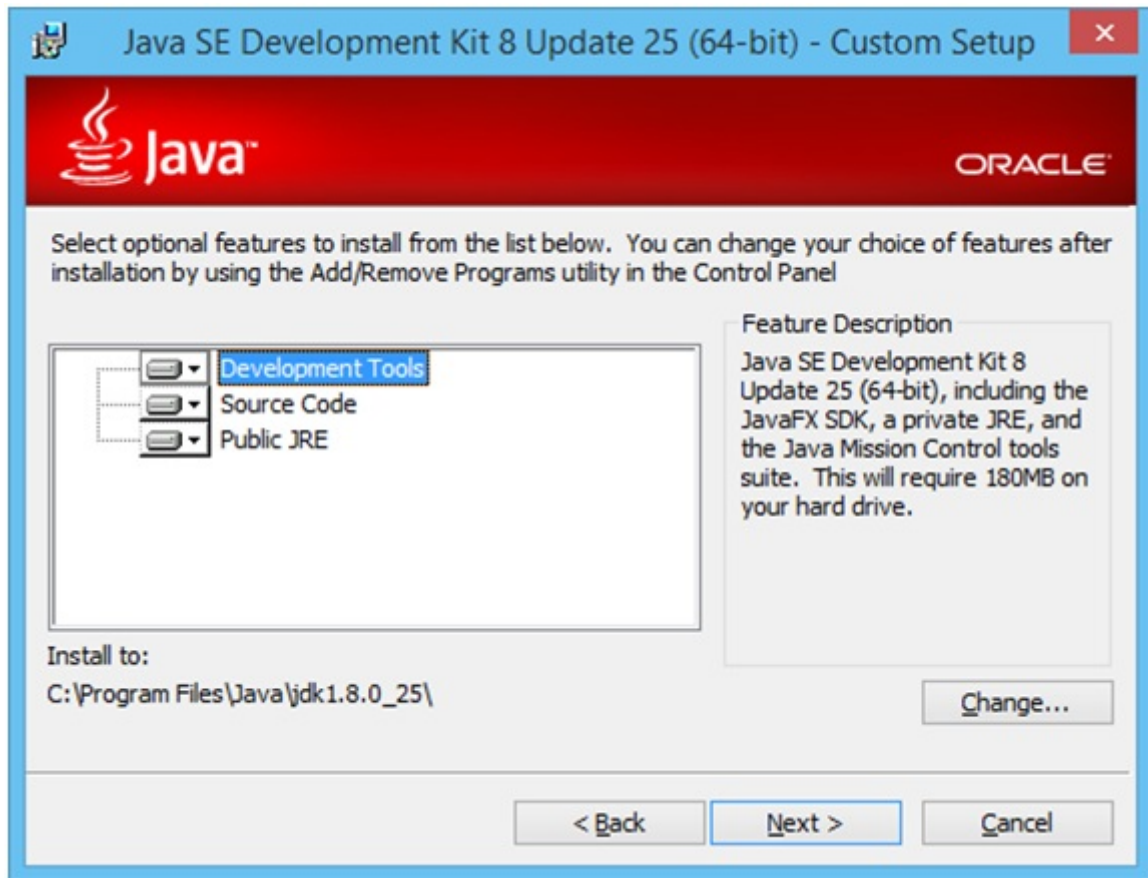 Java SE Development Kit 8 Update 25 (64-bit) - Custom Setup
Java™
ORACLE
Select optional features to install from the list below.  You can change your choice of features after
installation by using the Add/Remove Programs utility in the Control Panel
Development Tools
Source Code
Public JRE
Feature Description
Java SE Development Kit 8
Update 25 (64-bit), including the
JavaFX SDK, a private JRE, and
the Java Mission Control tools
suite.  This will require 180MB on
your hard drive.
Install to:
C:\Program Files\Java\jdk1.8.0_25\
Change...
< Back
Next >
Cancel